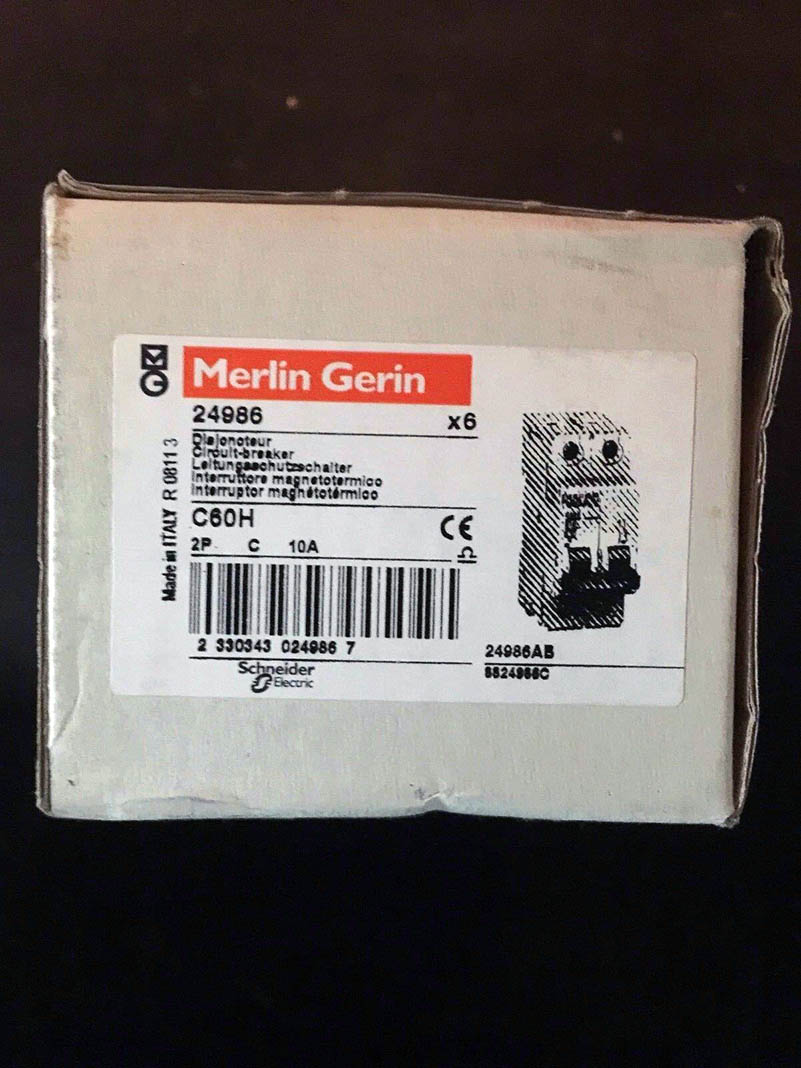 Merlin Gerin
24986 x6
Disjoncteur
Circuit-breaker
Leitungsschutzschalter
Interruttore magnetotermico
Interruptor magnetotérmico
C60H CE
2P C 10A
2 330343 024986 7
Schneider
Electric
Made in ITALY R 0811 3
24986AB